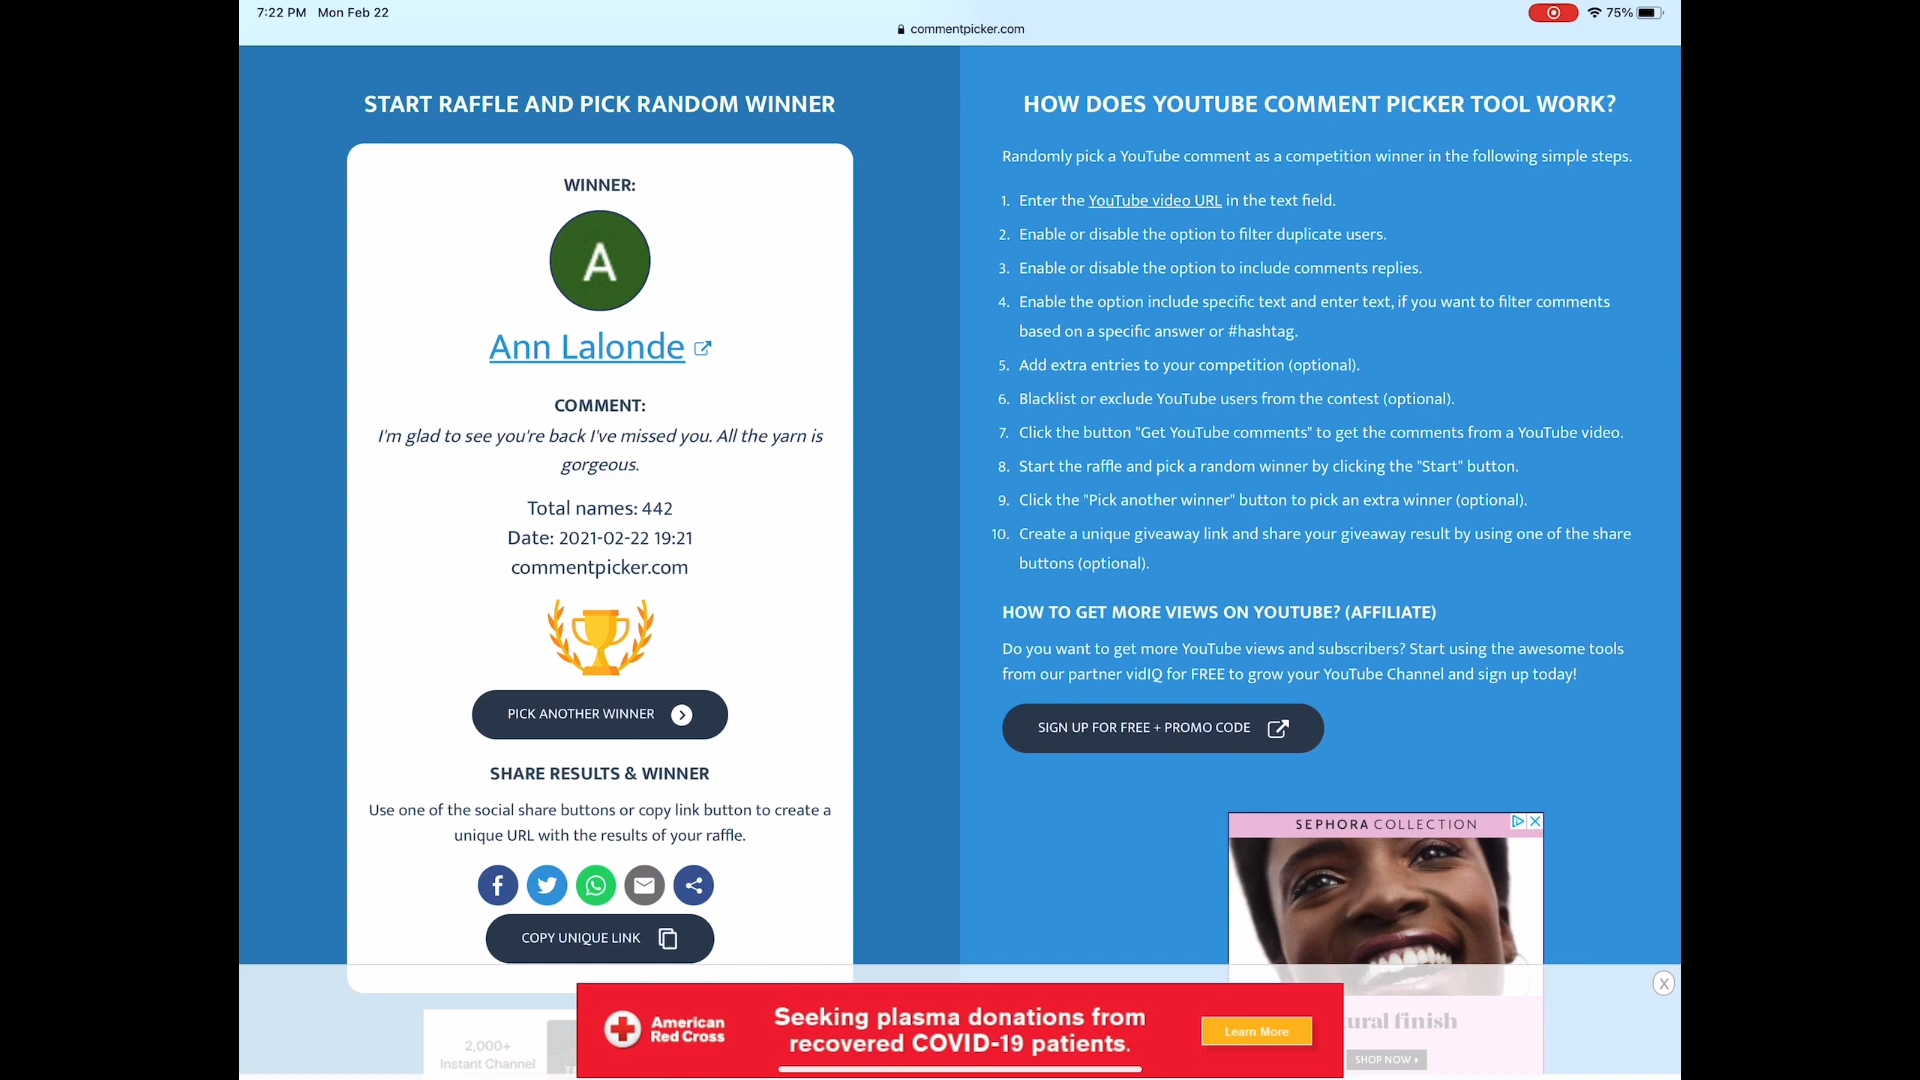 7:22 PM Mon Feb 22
75%
commentpicker.com
START RAFFLE AND PICK RANDOM WINNER
WINNER:
A
Ann Lalonde
COMMENT:
I'm glad to see you're back I've missed you. All the yarn is
gorgeous.
Total names: 442
Date: 2021-02-22 19:21
commentpicker.com
PICK ANOTHER WINNER
SHARE RESULTS & WINNER
Use one of the social share buttons or copy link button to create a
unique URL with the results of your raffle.
COPY UNIQUE LINK
HOW DOES YOUTUBE COMMENT PICKER TOOL WORK?
Randomly pick a YouTube comment as a competition winner in the following simple steps.
1. Enter the YouTube video URL in the text field.
2. Enable or disable the option to filter duplicate users.
3. Enable or disable the option to include comments replies.
4. Enable the option include specific text and enter text, if you want to filter comments
based on a specific answer or #hashtag.
5. Add extra entries to your competition (optional).
6. Blacklist or exclude YouTube users from the contest (optional).
7. Click the button "Get YouTube comments" to get the comments from a YouTube video.
8. Start the raffle and pick a random winner by clicking the "Start" button.
9. Click the "Pick another winner" button to pick an extra winner (optional).
10. Create a unique giveaway link and share your giveaway result by using one of the share
buttons (optional).
HOW TO GET MORE VIEWS ON YOUTUBE? (AFFILIATE)
Do you want to get more YouTube views and subscribers? Start using the awesome tools
from our partner vidIQ for FREE to grow your YouTube Channel and sign up today!
SIGN UP FOR FREE + PROMO CODE
SEPHORA COLLECTION
finish
SHOP NOW
2,000+
Instant Channel
American
Red Cross
Seeking plasma donations from
recovered COVID-19 patients.
Learn More
X